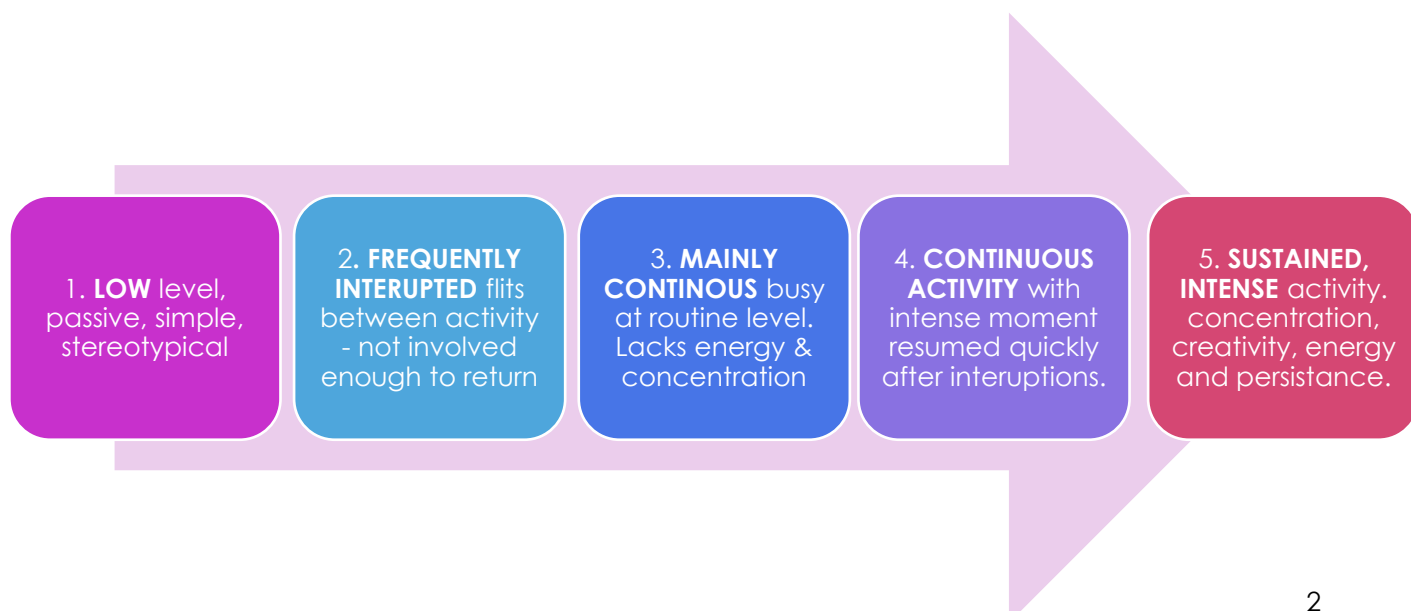 1. LOW level,
passive, simple,
stereotypical
2. FREQUENTLY
INTERUPTED flits
between activity
- not involved
enough to return
3. MAINLY
CONTINOUS busy
at routine level.
Lacks energy &
concentration
4. CONTINUOUS
ACTIVITY with
intense moment
resumed quickly
after interuptions.
5. SUSTAINED,
INTENSE activity.
concentration,
creativity, energy
and persistance.
2